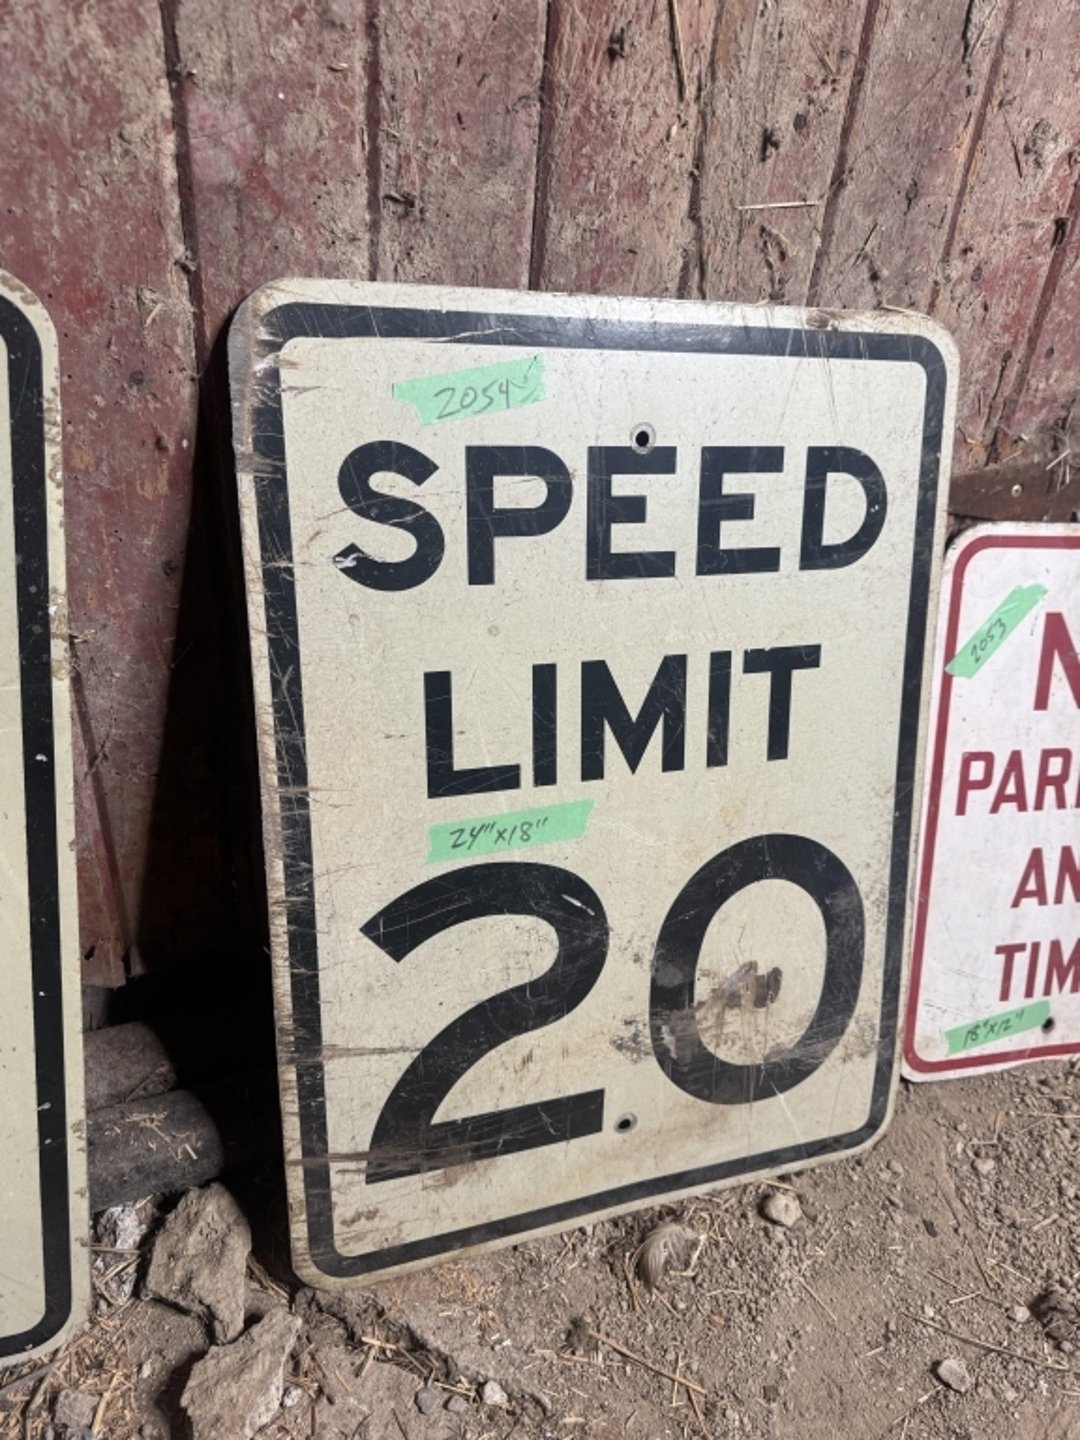 2054
SPEED
LIMIT
24"x18"
20
2053
PAR
AN
TIM
18"x12"